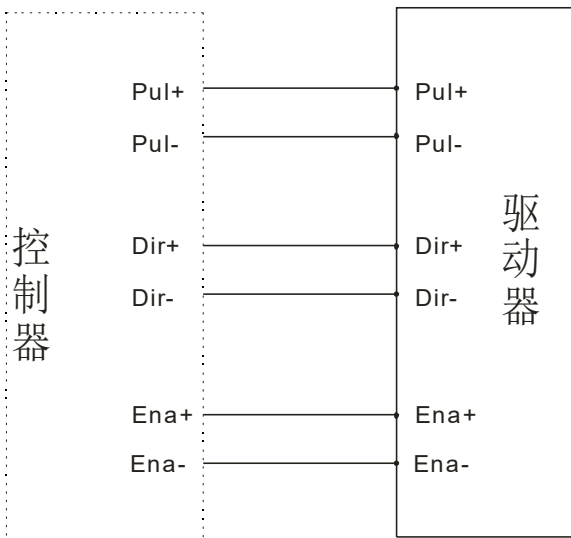 控制器
Pul+
Pul-
Dir+
Dir-
Ena+
Ena-
Pul+
Pul-
Dir+
Dir-
Ena+
Ena-
驱动器